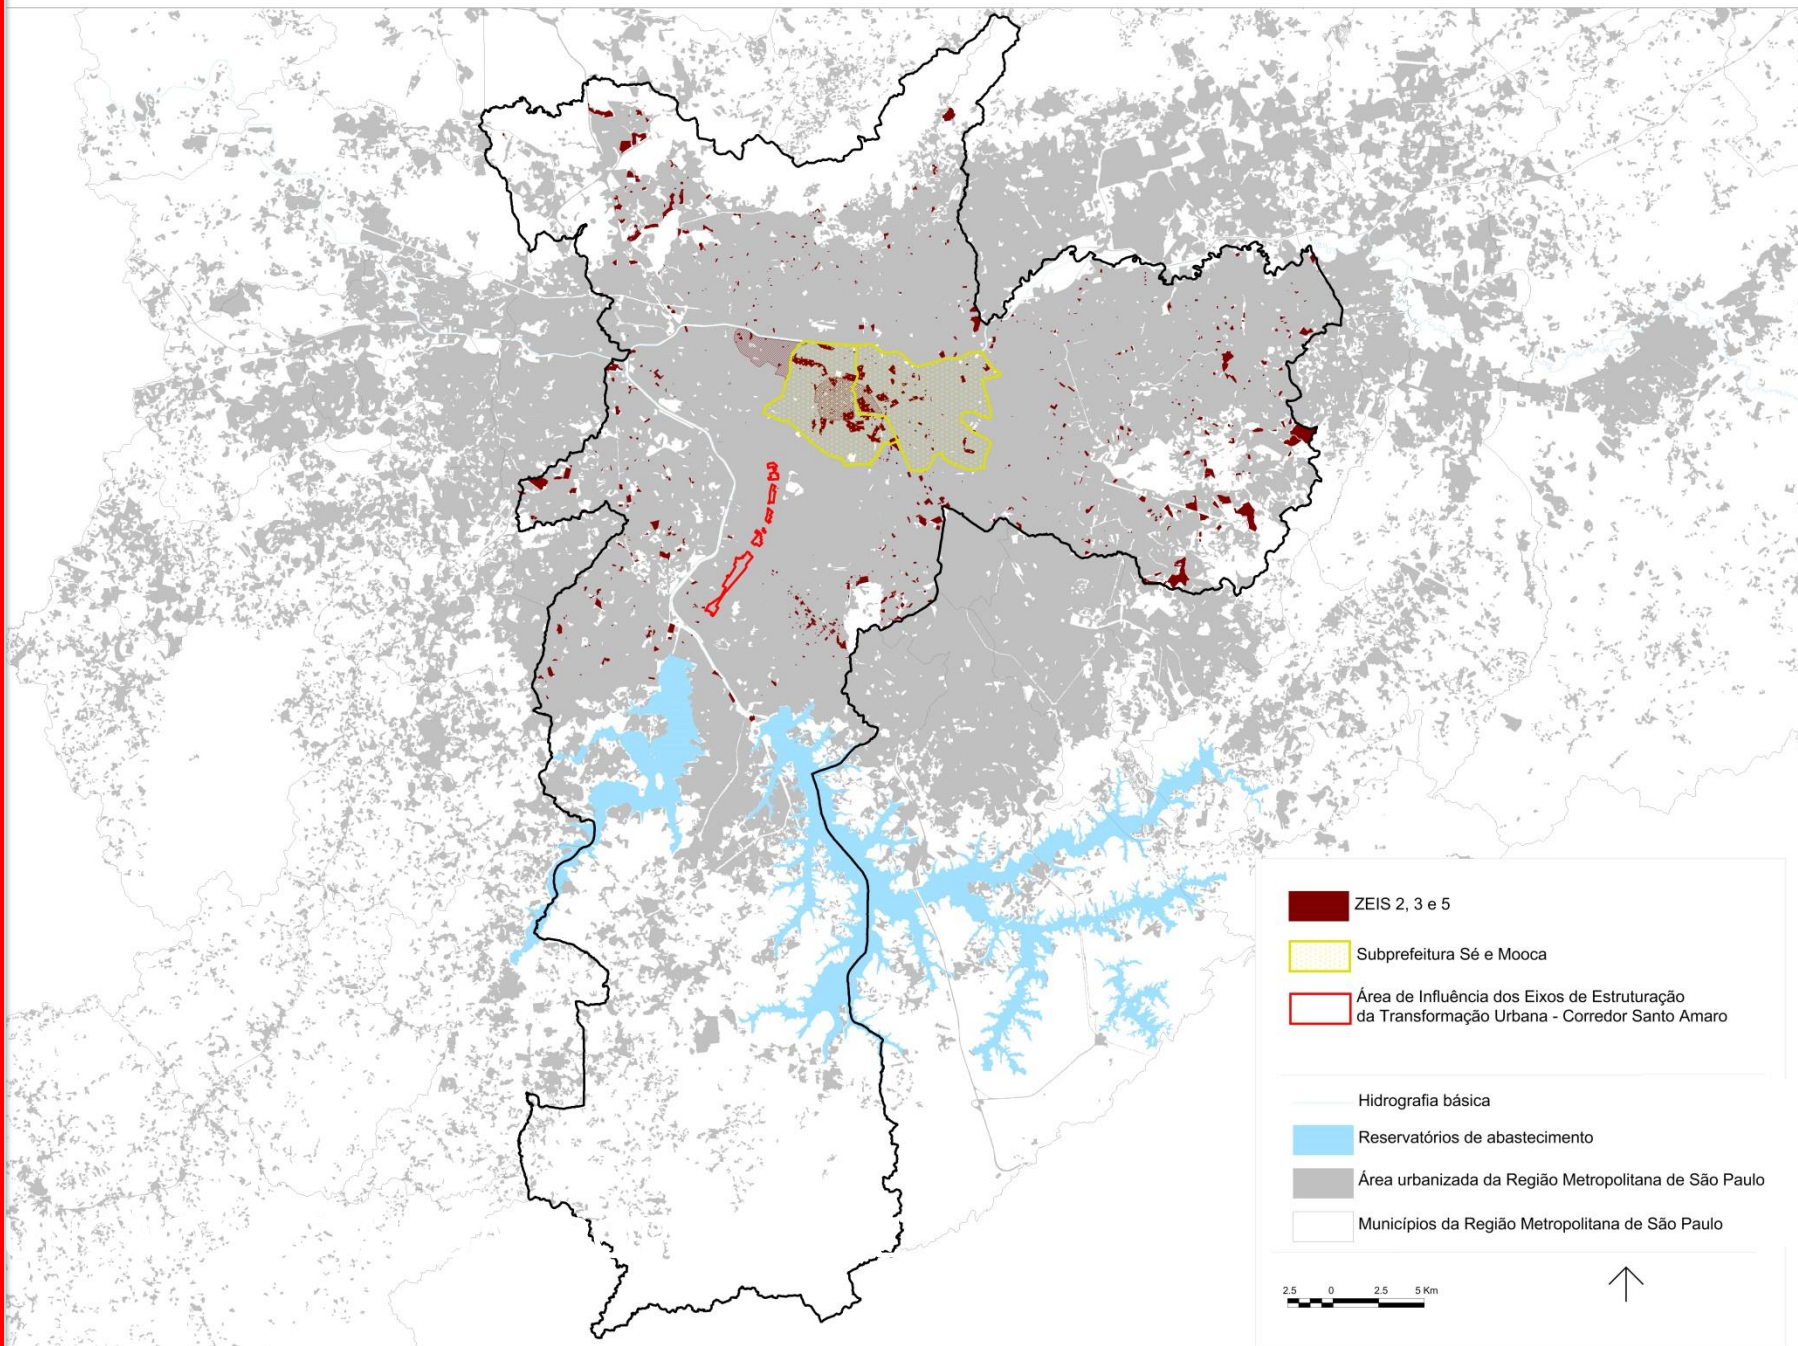 ZEIS 2, 3 e 5
Subprefeitura Sé e Mooca
Área de Influência dos Eixos de Estruturação
da Transformação Urbana - Corredor Santo Amaro
Hidrografia básica
Reservatórios de abastecimento
Área urbanizada da Região Metropolitana de São Paulo
Municípios da Região Metropolitana de São Paulo
2.5 0 2.5 5 Km